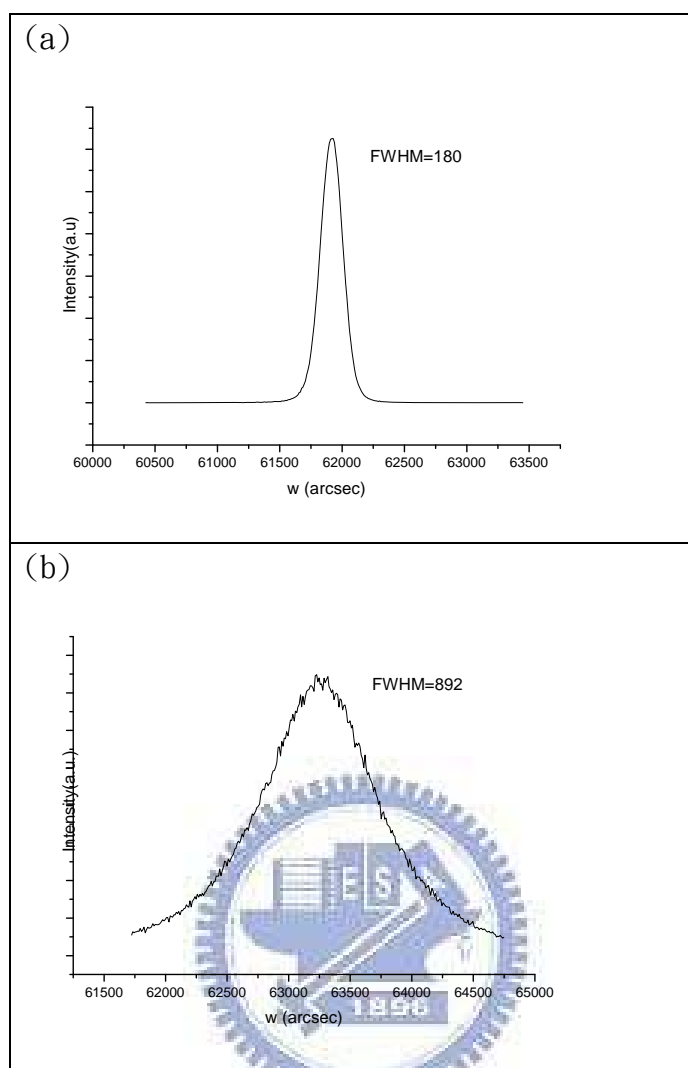 (a)
FWHM=180
Intensity(a.u)
60000 60500 61000 61500 62000 62500 63000 63500
w (arcsec)
(b)
FWHM=892
Intensity(a.u.)
ES
61500 62000 62500 63000 63500 64000 64500 65000
w (arcsec)
1896